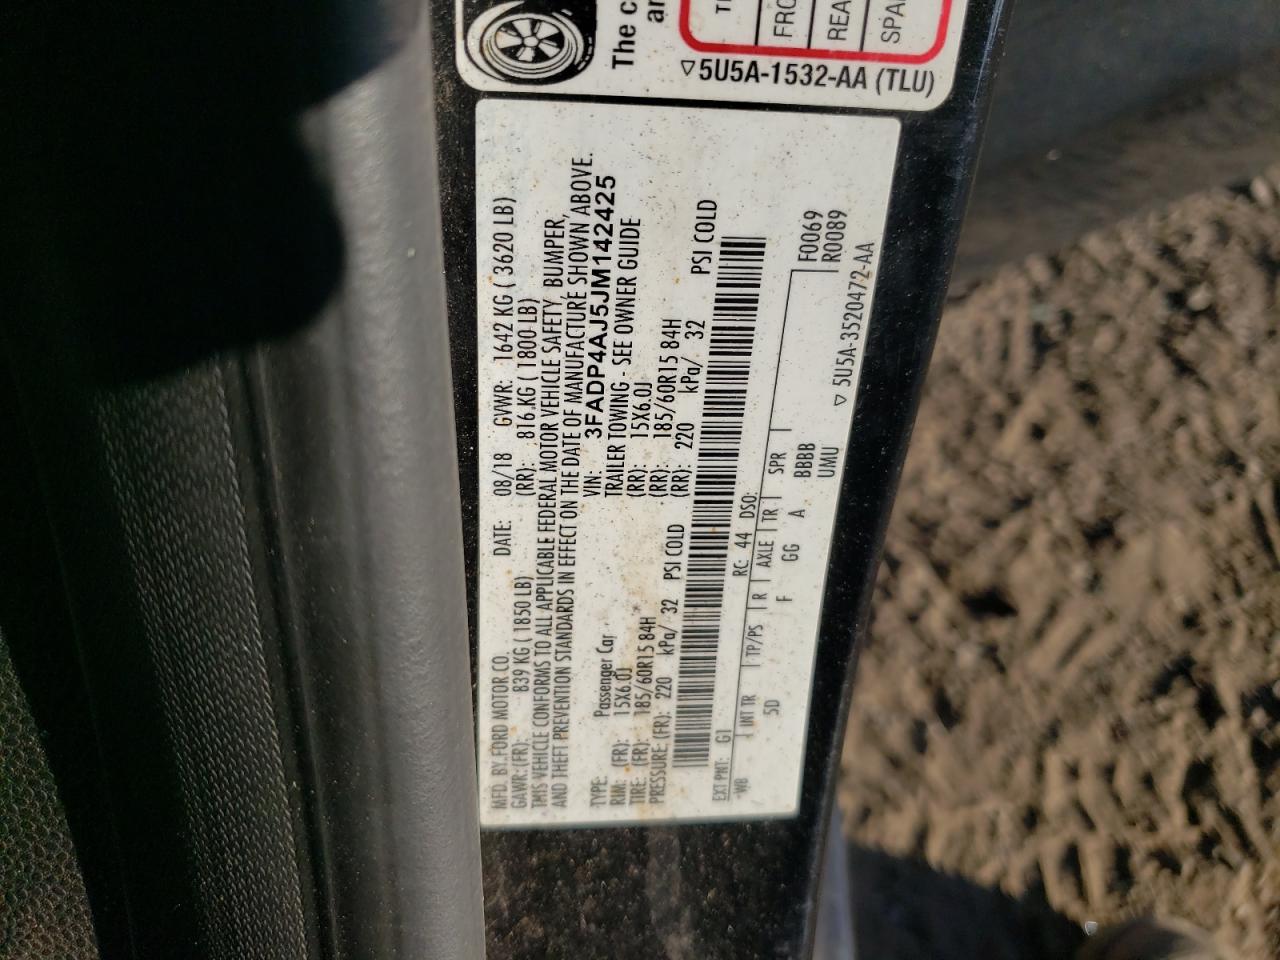 The c
an
FRO
REA
SPA
▽5U5A-1532-AA (TLU)
MFD. BY FORD MOTOR CO. DATE: 08/18 GVWR: 1642 KG ( 3620 LB)
GAWR: (FR): 839 KG ( 1850 LB) (RR): 816 KG ( 1800 LB)
THIS VEHICLE CONFORMS TO ALL APPLICABLE FEDERAL MOTOR VEHICLE SAFETY, BUMPER,
AND THEFT PREVENTION STANDARDS IN EFFECT ON THE DATE OF MANUFACTURE SHOWN ABOVE.
VIN: 3FADP4AJ5JM142425
TYPE: Passenger Car TRAILER TOWING - SEE OWNER GUIDE
RIM: (FR): 15X6.0J (RR): 15X6.0J
TIRE: (FR): 185/60R15 84H (RR): 185/60R15 84H
PRESSURE: (FR): 220 kPa/ 32 PSI COLD (RR): 220 kPa/ 32 PSI COLD
EXT PNT: G1 RC: 44 DSO: F0069
WB INT TR TP/PS R AXLE TR SPR R0089
5D F GG A BBBB
UMU
▽ 5U5A-3520472-AA